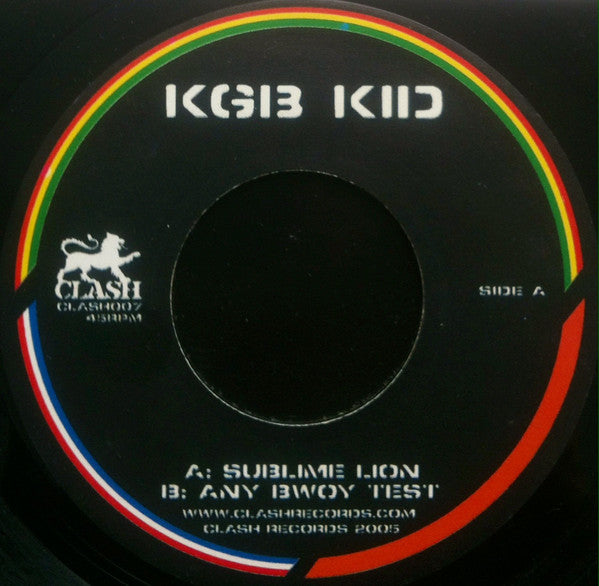 KGB KID
CLASH
CLASH007
45RPM
SIDE A
A: SUBLIME LION
B: ANY BWOY TEST
WWW.CLASHRECORDS.COM
CLASH RECORDS 2005